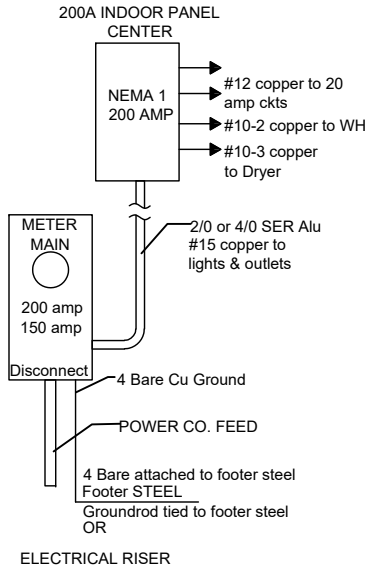 200A INDOOR PANEL
CENTER
NEMA 1
200 AMP
#12 copper to 20
amp ckts
#10-2 copper to WH
#10-3 copper
to Dryer
2/0 or 4/0 SER Alu
#15 copper to
lights & outlets
METER
MAIN
200 amp
150 amp
Disconnect
4 Bare Cu Ground
POWER CO. FEED
4 Bare attached to footer steel
Footer STEEL
Groundrod tied to footer steel
OR
ELECTRICAL RISER